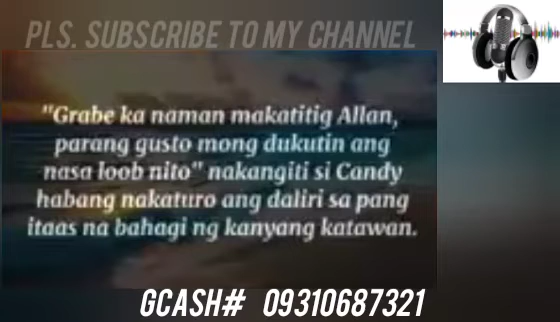 PLS. SUBSCRIBE TO MY CHANNEL
"Grabe ka naman makatitig Allan,
parang gusto mong dukutin ang
nasa loob nito" nakangiti si Candy
habang nakaturo ang daliri sa pang
itaas na bahagi ng kanyang katawan.
GCASH# 09310687321